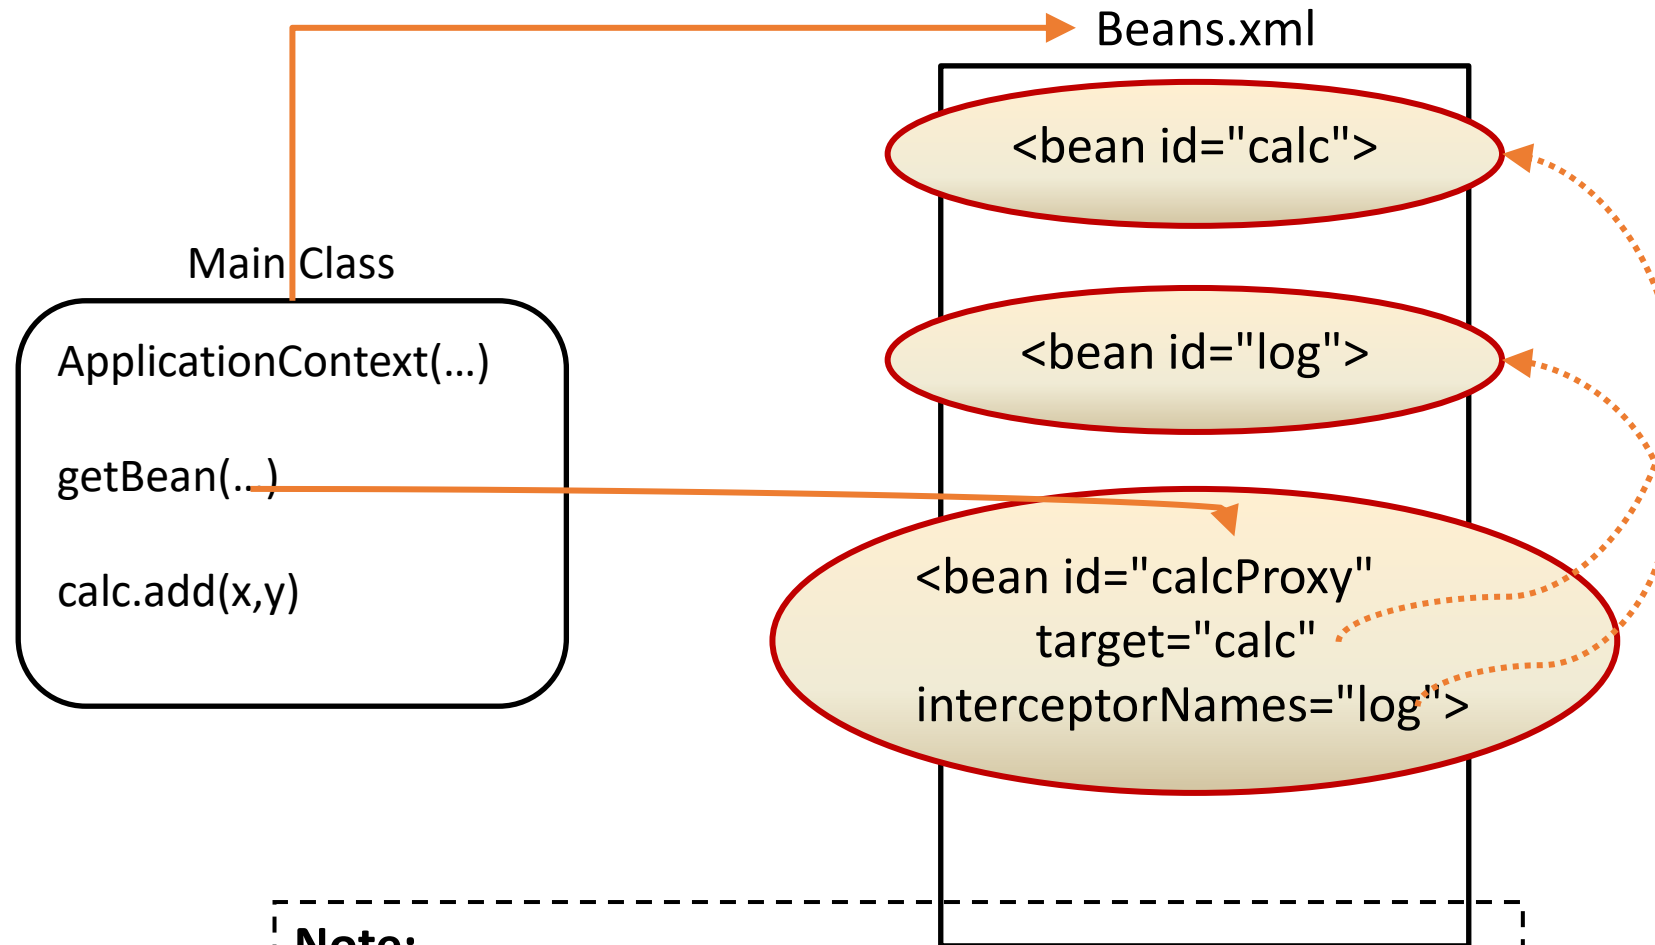 Beans.xml
<bean id="calc">
Main Class
ApplicationContext(...)
getBean(...)
calc.add(x,y)
<bean id="log">
<bean id="calcProxy"
target="calc"
interceptorNames="log">
Note: